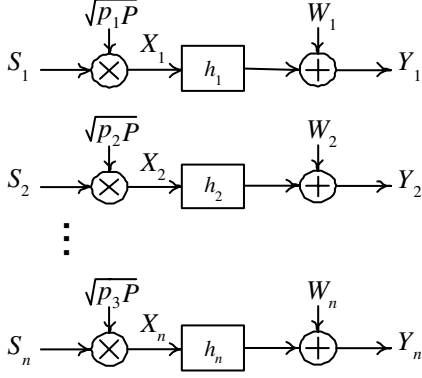 √p₁P
S₁ X₁ h₁ W₁ Y₁
√p₂P
S₂ X₂ h₂ W₂ Y₂
⋮
√p₃P
Sₙ Xₙ hₙ Wₙ Yₙ